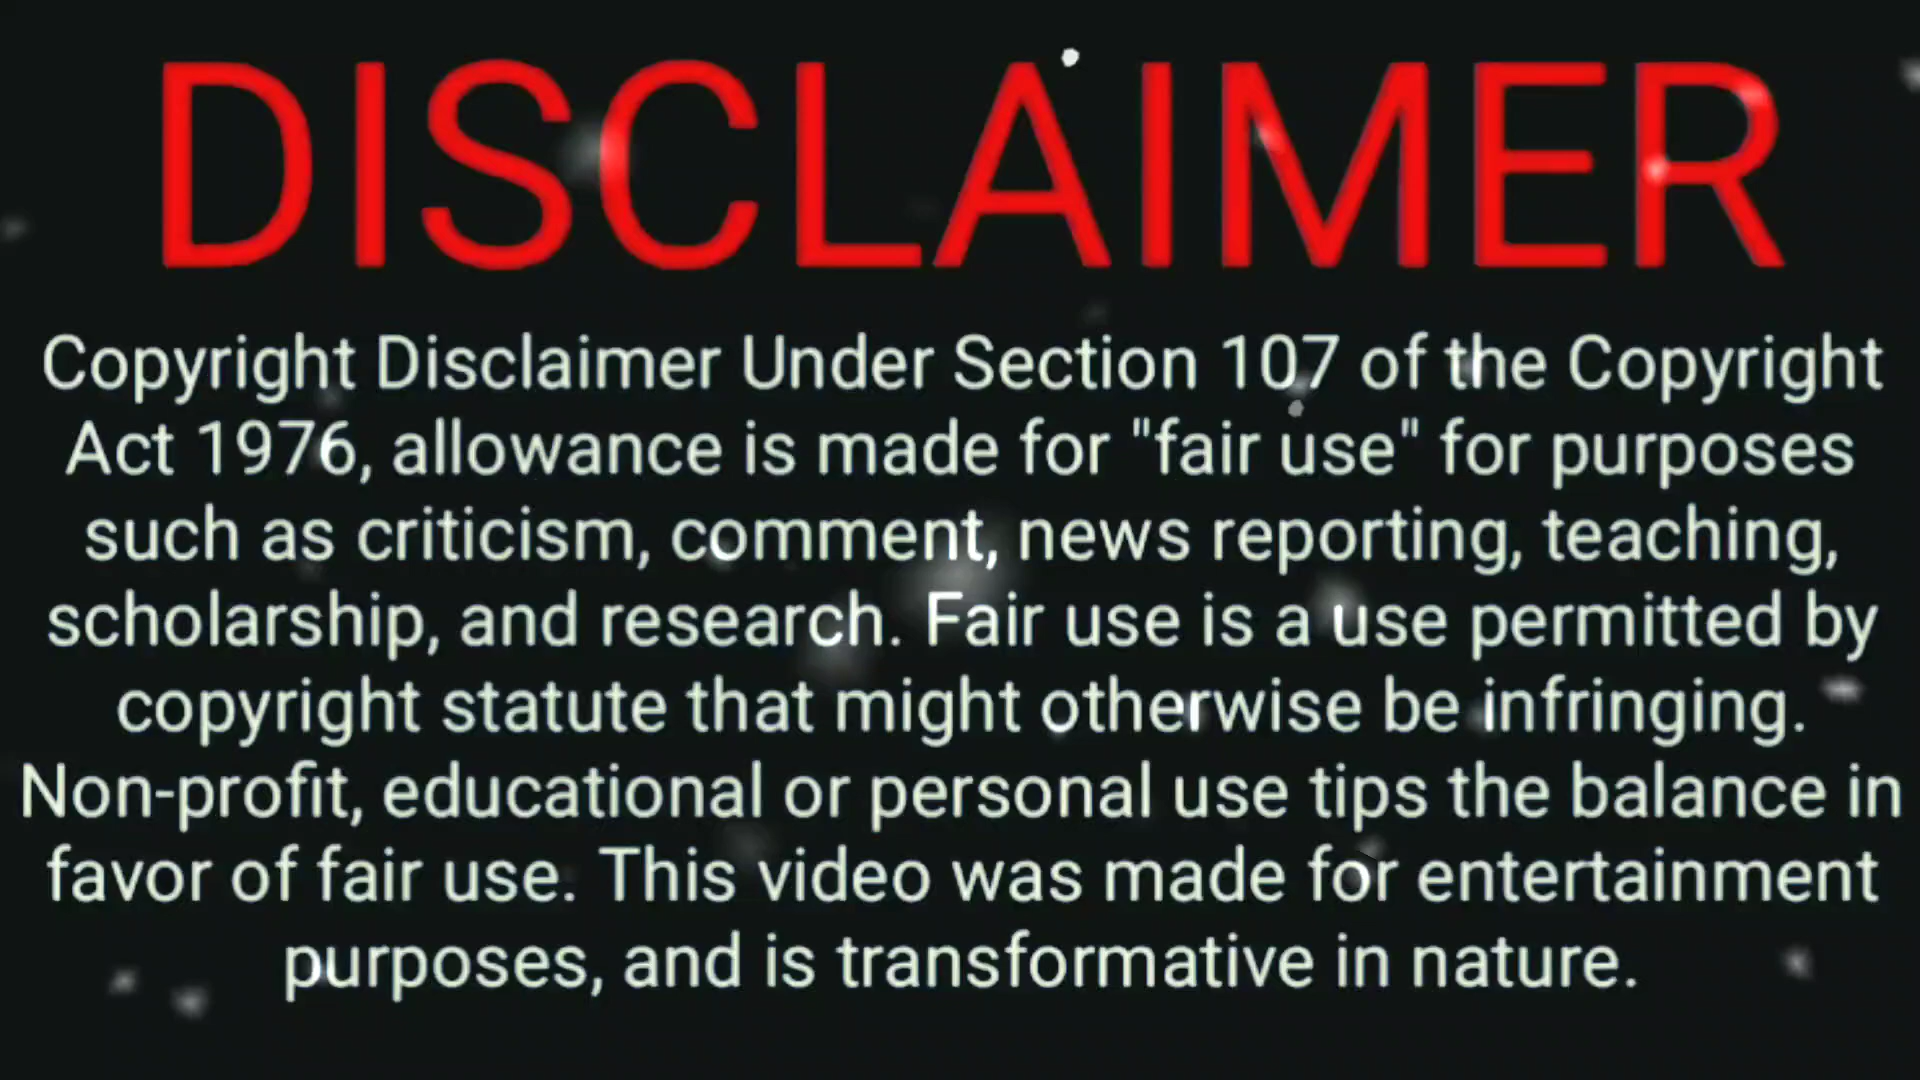 DISCLAIMER
Copyright Disclaimer Under Section 107 of the Copyright
Act 1976, allowance is made for "fair use" for purposes
such as criticism, comment, news reporting, teaching,
scholarship, and research. Fair use is a use permitted by
copyright statute that might otherwise be infringing.
Non-profit, educational or personal use tips the balance in
favor of fair use. This video was made for entertainment
purposes, and is transformative in nature.